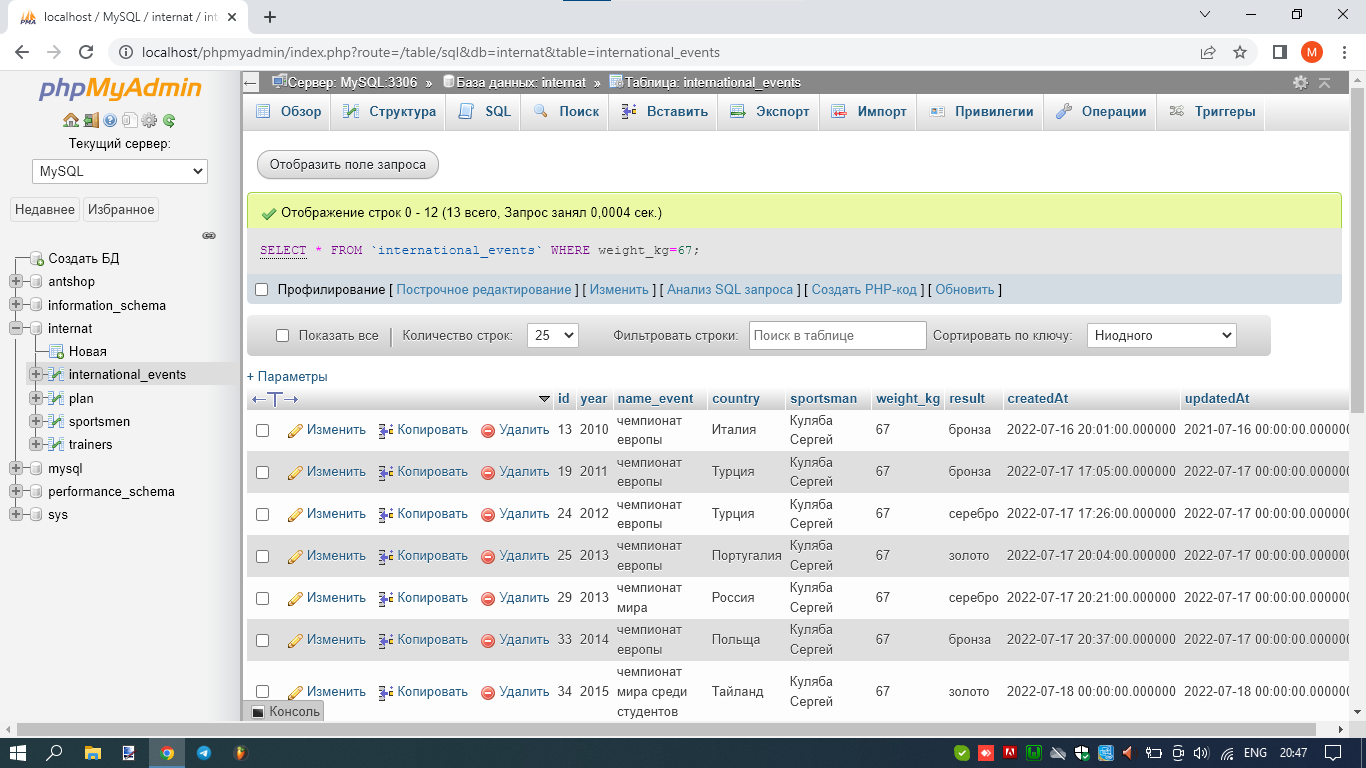 localhost / MySQL / internat / int
localhost/phpmyadmin/index.php?route=/table/sql&db=internat&table=international_events
M
phpMyAdmin
Текущий сервер:
MySQL
Недавнее Избранное
Создать БД
antshop
information_schema
internat
Новая
international_events
plan
sportsmen
trainers
mysql
performance_schema
sys
Сервер: MySQL:3306 » База данных: internat » Таблица: international_events
Обзор Структура SQL Поиск Вставить Экспорт Импорт Привилегии Операции Триггеры
Отобразить поле запроса
Отображение строк 0 - 12 (13 всего, Запрос занял 0,0004 сек.)
SELECT * FROM `international_events` WHERE weight_kg=67;
Профилирование [ Построчное редактирование ] [ Изменить ] [ Анализ SQL запроса ] [ Создать PHP-код ] [ Обновить ]
Показать все Количество строк: 25 Фильтровать строки: Поиск в таблице Сортировать по ключу: Ниодного
+ Параметры
id year name_event country sportsman weight_kg result createdAt updatedAt
Изменить Копировать Удалить 13 2010 чемпионат европы Италия Куляба Сергей 67 бронза 2022-07-16 20:01:00.000000 2021-07-16 00:00:00.000000
Изменить Копировать Удалить 19 2011 чемпионат европы Турция Куляба Сергей 67 бронза 2022-07-17 17:05:00.000000 2022-07-17 00:00:00.000000
Изменить Копировать Удалить 24 2012 чемпионат европы Турция Куляба Сергей 67 серебро 2022-07-17 17:26:00.000000 2022-07-17 00:00:00.000000
Изменить Копировать Удалить 25 2013 чемпионат европы Португалия Куляба Сергей 67 золото 2022-07-17 20:04:00.000000 2022-07-17 00:00:00.000000
Изменить Копировать Удалить 29 2013 чемпионат мира Россия Куляба Сергей 67 серебро 2022-07-17 20:21:00.000000 2022-07-17 00:00:00.000000
Изменить Копировать Удалить 33 2014 чемпионат европы Польща Куляба Сергей 67 бронза 2022-07-17 20:37:00.000000 2022-07-17 00:00:00.000000
Изменить Копировать Удалить 34 2015 чемпионат мира среди студентов Тайланд Куляба Сергей 67 золото 2022-07-18 00:00:00.000000 2022-07-18 00:00:00.000000
Консоль
ENG 20:47